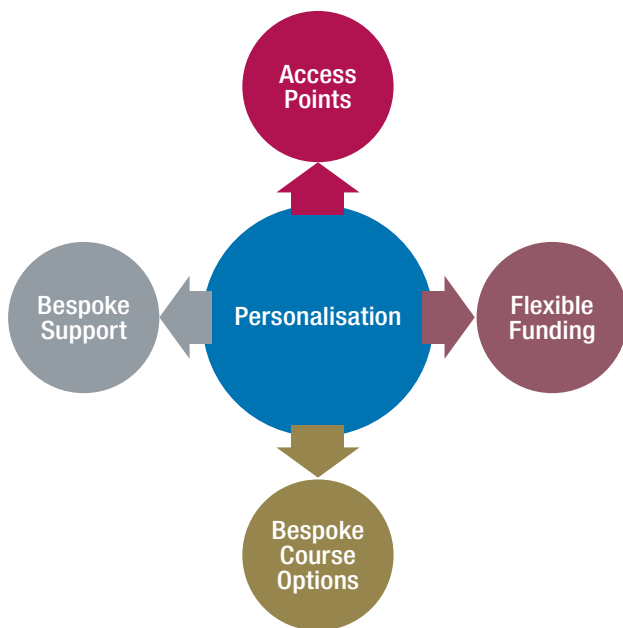 Access
Points
Bespoke
Support
Personalisation
Flexible
Funding
Bespoke
Course
Options